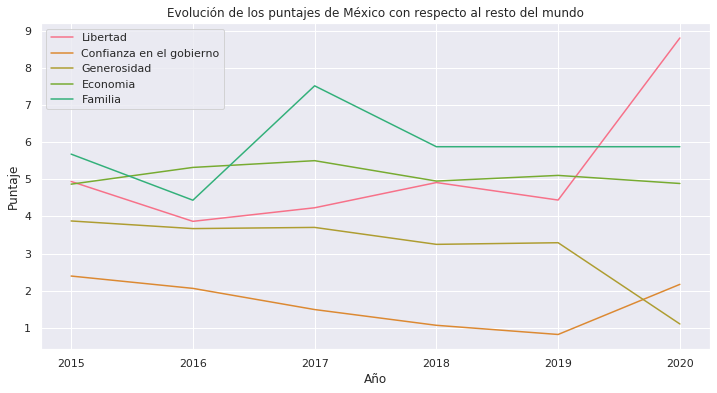 Evolución de los puntajes de México con respecto al resto del mundo
Libertad
Confianza en el gobierno
Generosidad
Economia
Familia
Puntaje
9
8
7
6
5
4
3
2
1
2015 2016 2017 2018 2019 2020
Año